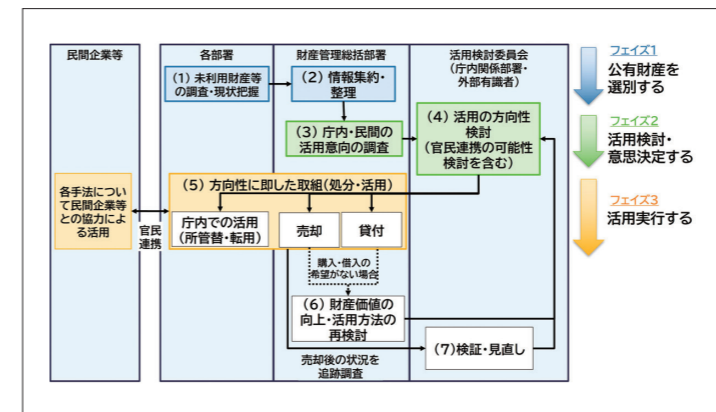 民間企業等
各部署
財産管理総括部署
活用検討委員会
(庁内関係部署・
外部有識者)
(1)未利用財産等
の調査・現状把握
(2)情報集約・
整理
(3)庁内・民間の
活用意向の調査
(4)活用の方向性
検討
(官民連携の可能性
検討を含む)
各手法につい
て民間企業等
との協力によ
る活用
官民
連携
(5)方向性に即した取組(処分・活用)
庁内での活用
(所管替・転用)
売却
貸付
購入・借入の
希望がない場合
(6)財産価値の
向上・活用方法の
再検討
(7)検証・見直し
売却後の状況を
追跡調査
フェイズ1
公有財産を
選別する
フェイズ2
活用検討・
意思決定する
フェイズ3
活用実行する